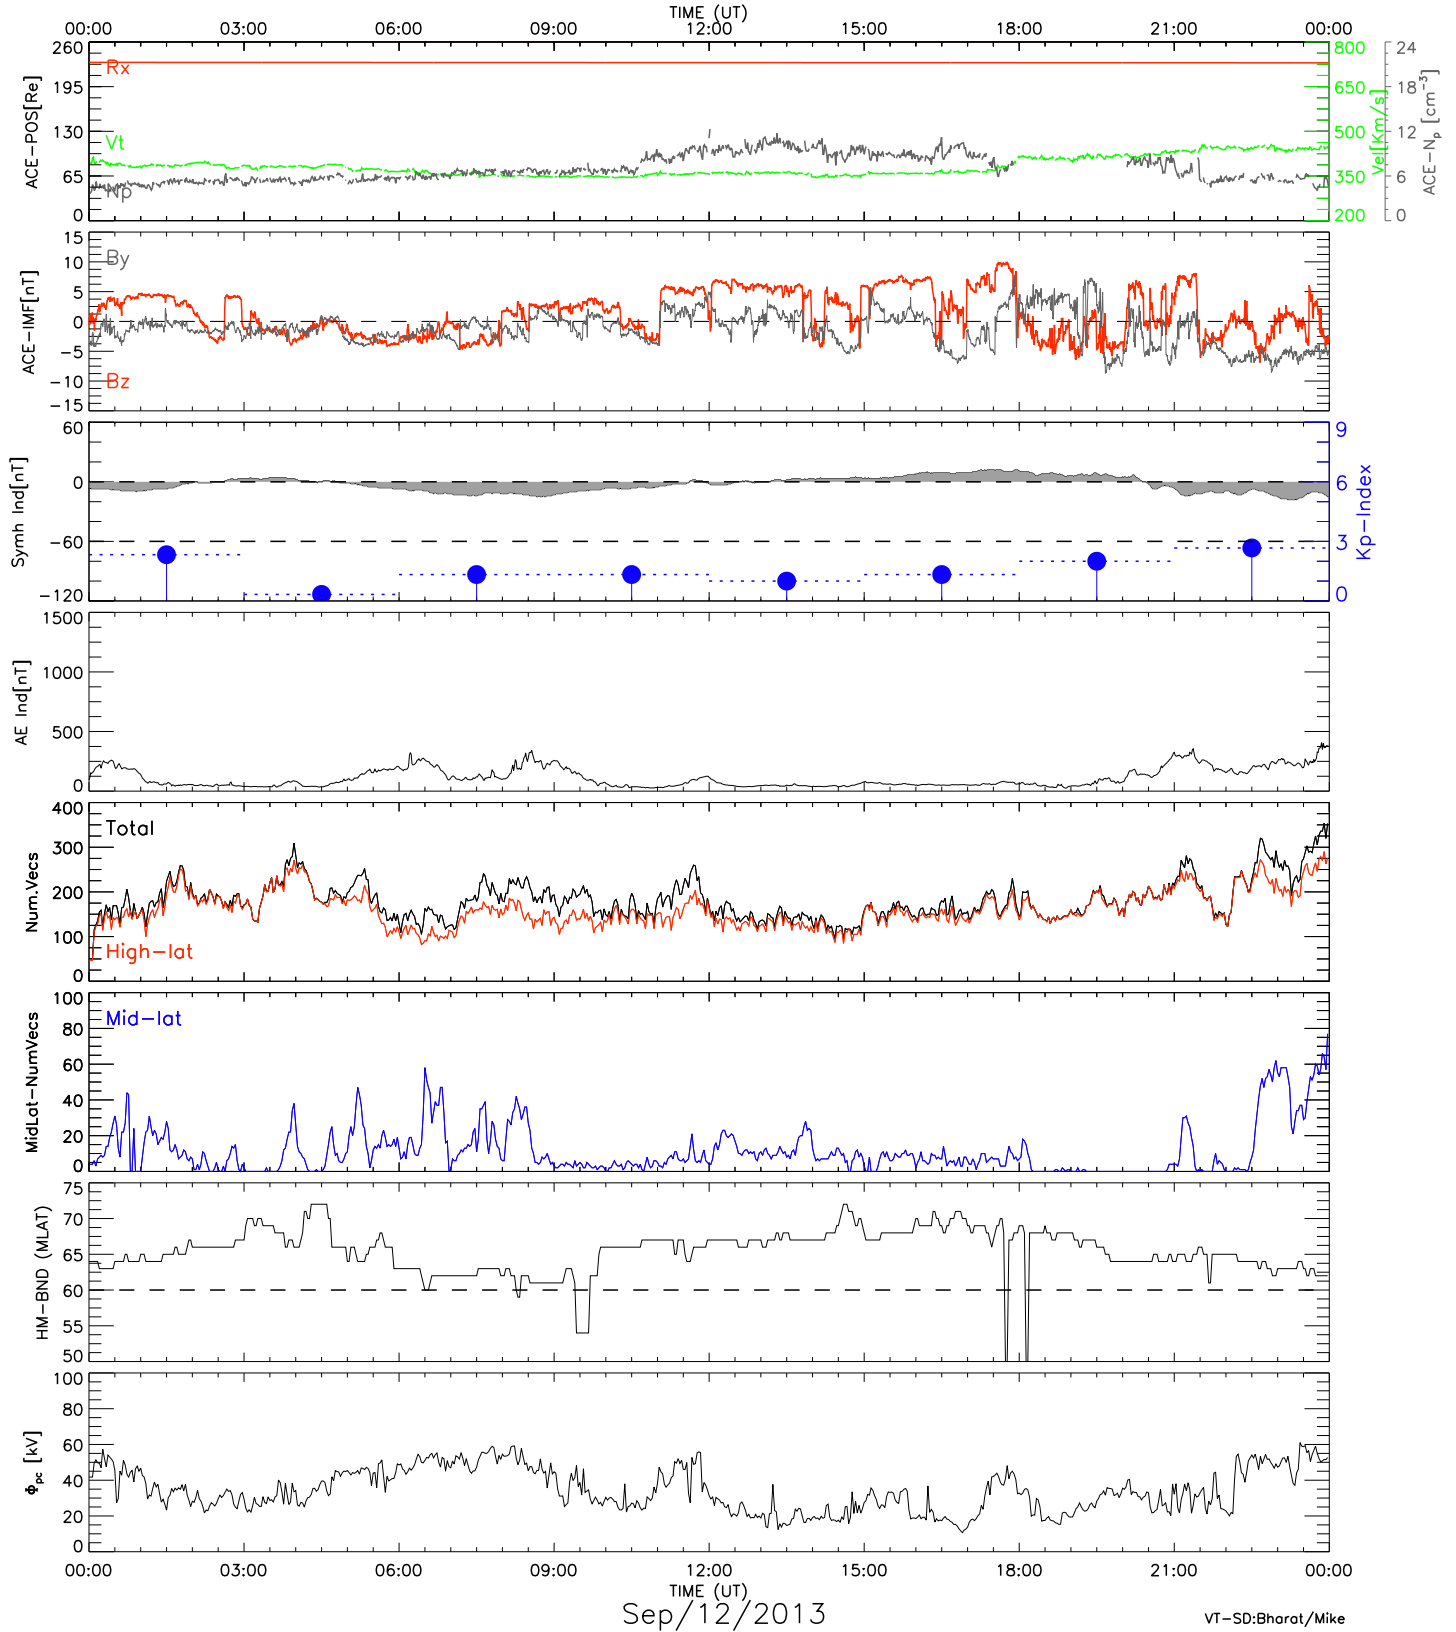 TIME (UT)
00:00 03:00 06:00 09:00 12:00 15:00 18:00 21:00 00:00
260 195 130 65 0
ACE-POS[Re]
Rx
Vt
Np
800 650 500 350 200
Vel[Km/s]
24 18 12 6 0
ACE-Np [cm-3]
15 10 5 0 -5 -10 -15
ACE-IMF[nT]
By
Bz
60 0 -60 -120
Symh Ind[nT]
9 6 3 0
Kp-Index
1500 1000 500 0
AE Ind[nT]
400 300 200 100 0
Num.Vecs
Total
High-lat
100 80 60 40 20 0
MidLat-NumVecs
Mid-lat
75 70 65 60 55 50
HM-BND (MLAT)
100 80 60 40 20 0
Φpc [kV]
00:00 03:00 06:00 09:00 12:00 15:00 18:00 21:00 00:00
TIME (UT)
Sep/12/2013
VT-SD:Bharat/Mike